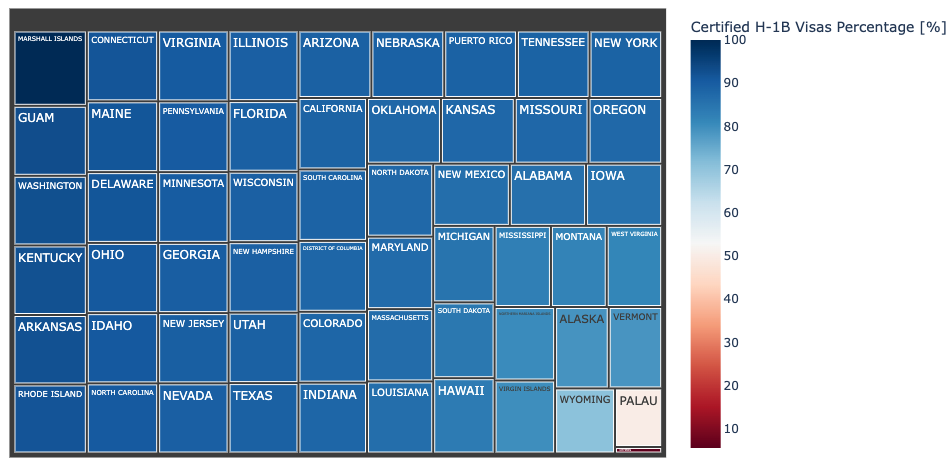 Certified H-1B Visas Percentage [%]
MARSHALL ISLANDS
GUAM
WASHINGTON
KENTUCKY
ARKANSAS
RHODE ISLAND
CONNECTICUT
MAINE
DELAWARE
OHIO
IDAHO
NORTH CAROLINA
VIRGINIA
PENNSYLVANIA
MINNESOTA
GEORGIA
NEW JERSEY
NEVADA
ILLINOIS
FLORIDA
WISCONSIN
NEW HAMPSHIRE
UTAH
TEXAS
ARIZONA
CALIFORNIA
SOUTH CAROLINA
DISTRICT OF COLUMBIA
COLORADO
INDIANA
NEBRASKA
PUERTO RICO
TENNESSEE
NEW YORK
OKLAHOMA
KANSAS
MISSOURI
OREGON
NORTH DAKOTA
MARYLAND
MASSACHUSETTS
LOUISIANA
NEW MEXICO
ALABAMA
IOWA
MICHIGAN
SOUTH DAKOTA
HAWAII
MISSISSIPPI
MONTANA
WEST VIRGINIA
NORTHERN MARIANA ISLANDS
VIRGIN ISLANDS
ALASKA
VERMONT
WYOMING
PALAU
100
90
80
70
60
50
40
30
20
10